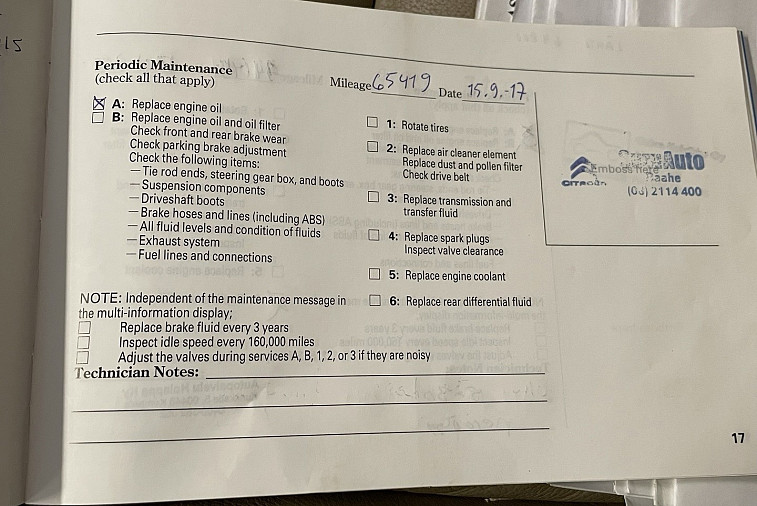 Periodic Maintenance
(check all that apply)
Mileage 65419 Date 15.9.-17
A: Replace engine oil
B: Replace engine oil and oil filter
Check front and rear brake wear
Check parking brake adjustment
Check the following items:
— Tie rod ends, steering gear box, and boots
— Suspension components
— Driveshaft boots
— Brake hoses and lines (including ABS)
— All fluid levels and condition of fluids
— Exhaust system
— Fuel lines and connections
1: Rotate tires
2: Replace air cleaner element
Replace dust and pollen filter
Check drive belt
3: Replace transmission and
transfer fluid
4: Replace spark plugs
Inspect valve clearance
5: Replace engine coolant
6: Replace rear differential fluid
Auto
Emboss here
Raahe
CITROËN
(08) 2114 400
NOTE: Independent of the maintenance message in
the multi-information display;
Replace brake fluid every 3 years
Inspect idle speed every 160,000 miles
Adjust the valves during services A, B, 1, 2, or 3 if they are noisy
Technician Notes:
17